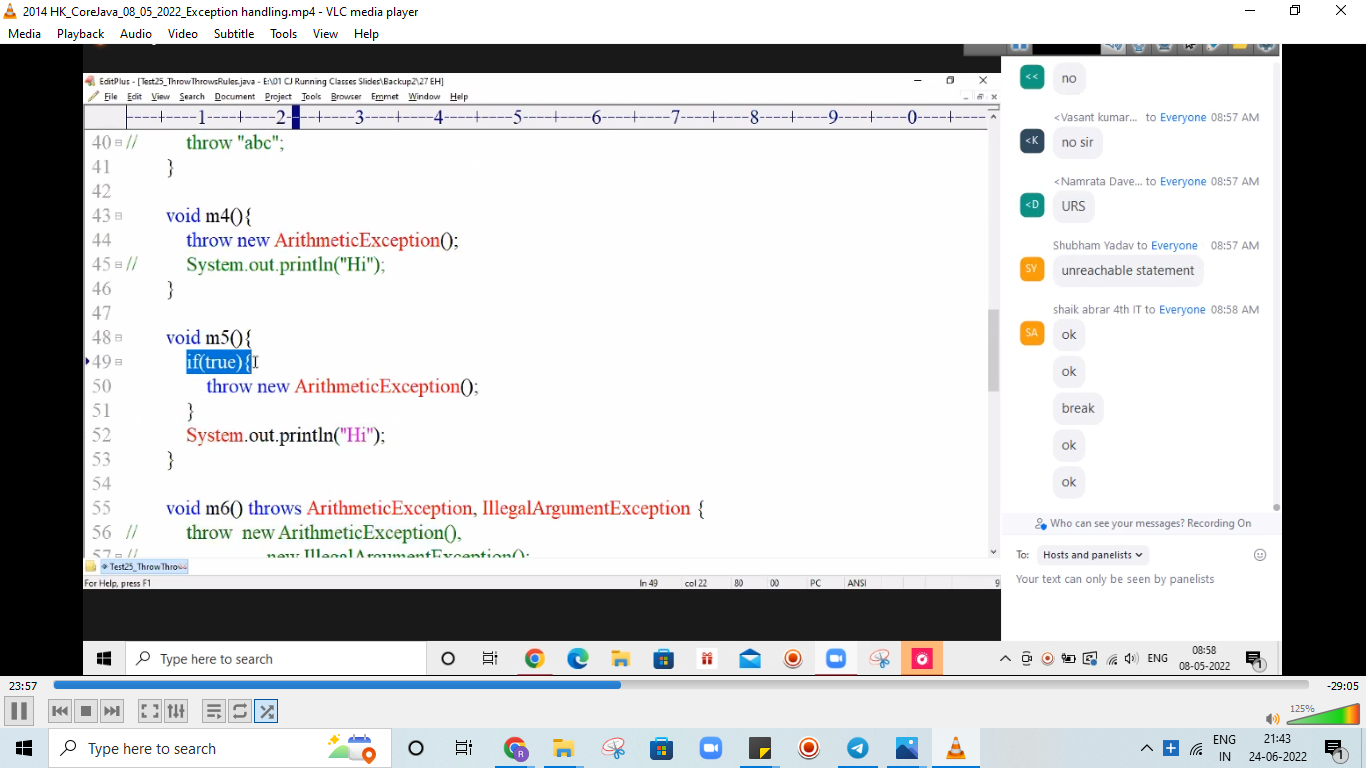 2014 HK_CoreJava_08_05_2022_Exception handling.mp4 - VLC media player
Media Playback Audio Video Subtitle Tools View Help
EditPlus - [Test25_ThrowThrowsRules.java - E:\01 CJ Running Classes Slides\Backup2\27 EH]
File Edit View Search Document Project Tools Browser Emmet Window Help
|----+----1----+----2----+----3----+----4----+----5----+----6----+----7----+----8----+----9----+----0----+----
40 // throw "abc";
41 }
42
43 void m4(){
44 throw new ArithmeticException();
45 // System.out.println("Hi");
46 }
47
48 void m5(){
49 if(true){
50 throw new ArithmeticException();
51 }
52 System.out.println("Hi");
53 }
54
55 void m6() throws ArithmeticException, IllegalArgumentException {
56 // throw new ArithmeticException(),
57 // new IllegalArgumentException();
Test25_ThrowThrow
For Help, press F1 ln 49 col 22 80 00 PC ANSI 9
<< no
<Vasant kumar... to Everyone 08:57 AM
<K no sir
<Namrata Dave... to Everyone 08:57 AM
<D URS
Shubham Yadav to Everyone 08:57 AM
SY unreachable statement
shaik abrar 4th IT to Everyone 08:58 AM
SA ok
ok
break
ok
ok
Who can see your messages? Recording On
To: Hosts and panelists
Your text can only be seen by panelists
Type here to search
ENG
08:58
08-05-2022
1
23:57 -29:05
125%
Type here to search
ENG
IN
21:43
24-06-2022
1